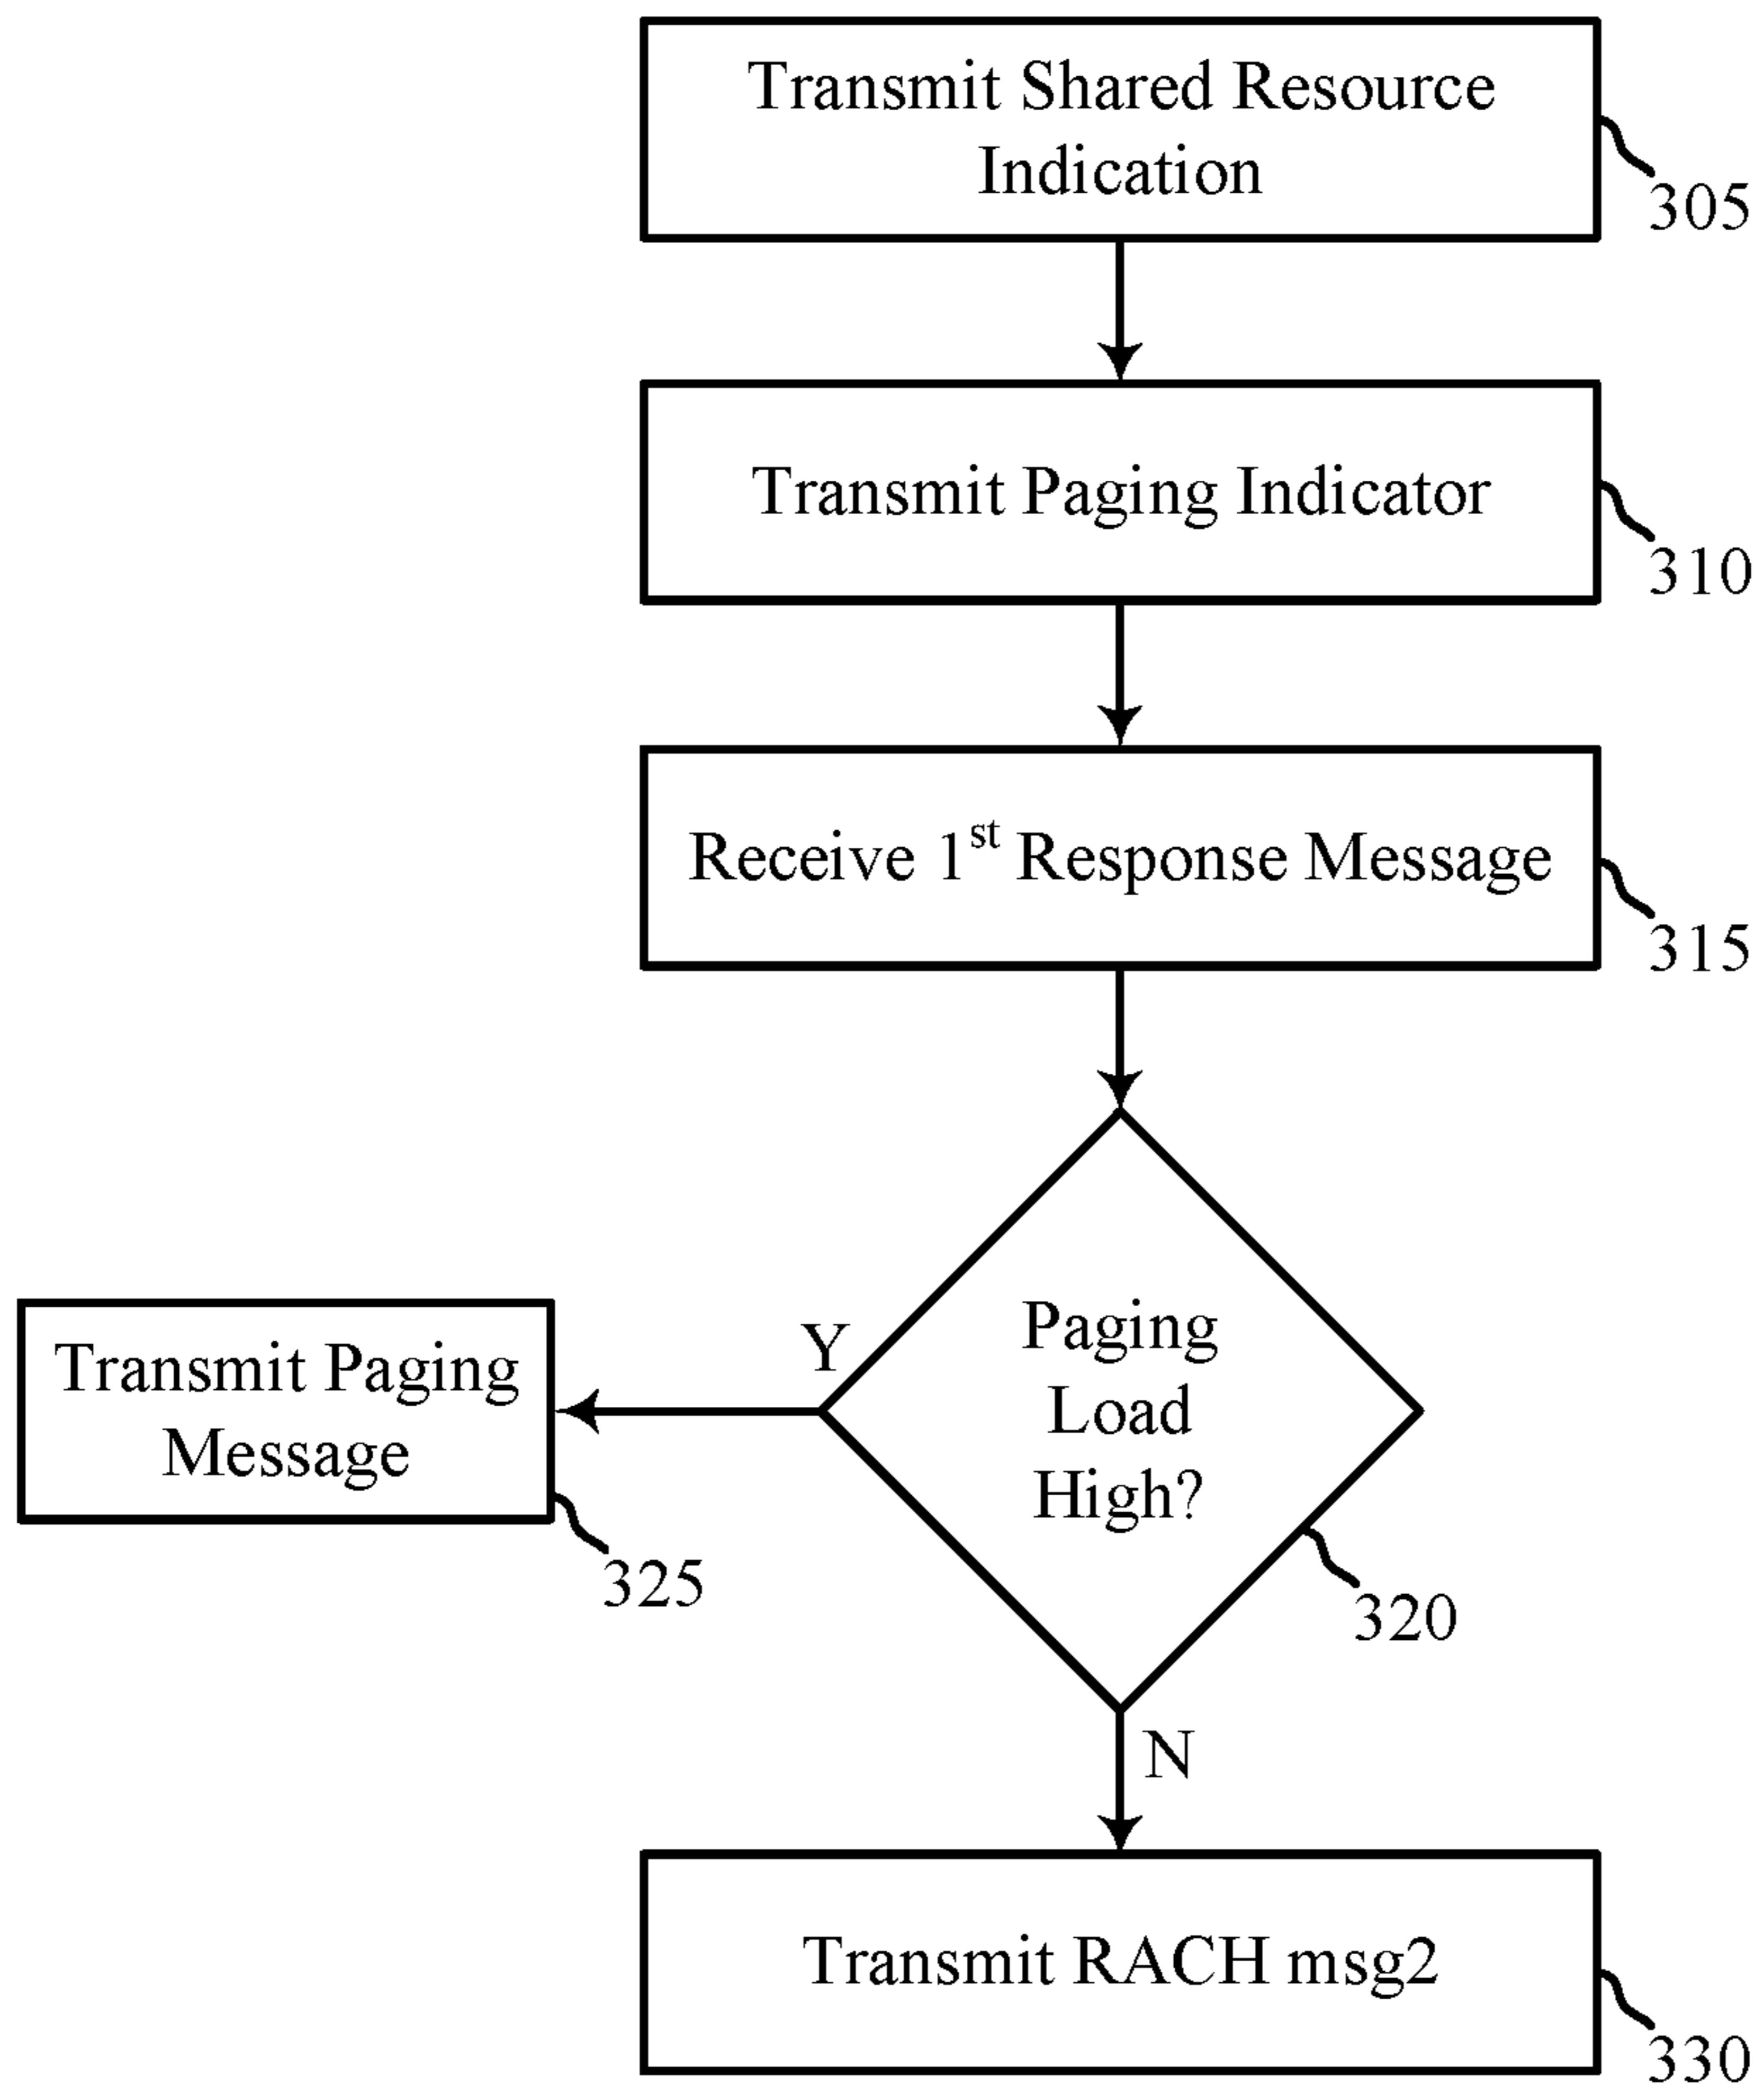 Transmit Shared Resource
Indication
305
Transmit Paging Indicator
310
Receive 1st Response Message
315
Paging
Load
High?
320
Y
Transmit Paging
Message
325
N
Transmit RACH msg2
330